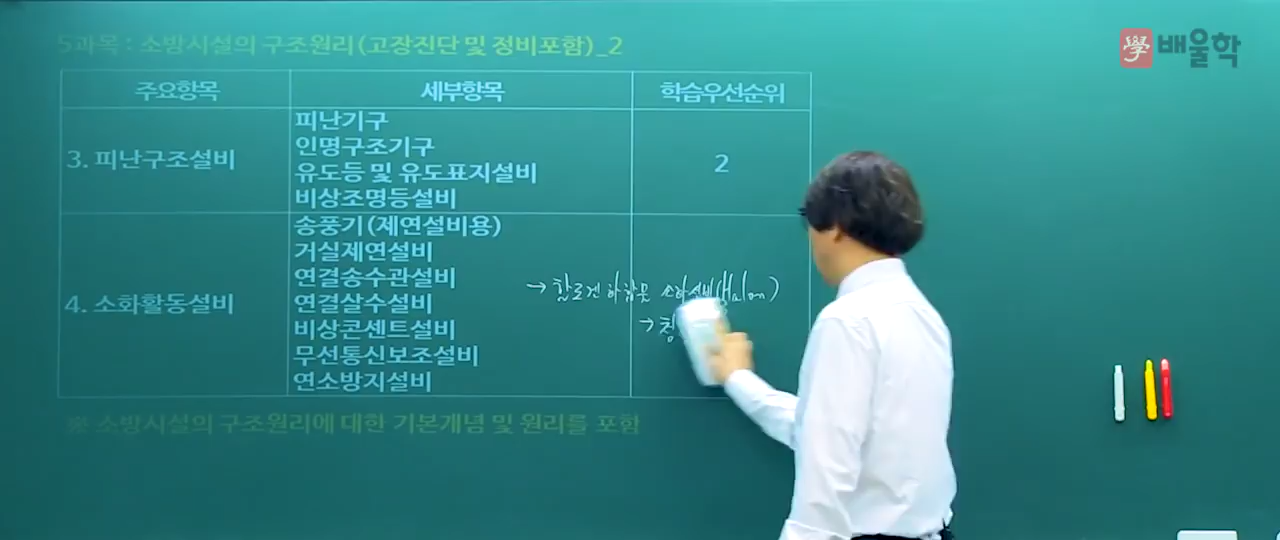 5과목 : 소방시설의 구조원리(고장진단 및 정비포함)_2
學 배울학
주요항목 세부항목 학습우선순위
3. 피난구조설비
피난기구
인명구조기구
유도등 및 유도표지설비
비상조명등설비
2
4. 소화활동설비
송풍기(제연설비용)
거실제연설비
연결송수관설비
연결살수설비
비상콘센트설비
무선통신보조설비
연소방지설비
→ 할로겐화합물 소화설비(Halon)
→
※ 소방시설의 구조원리에 대한 기본개념 및 원리를 포함